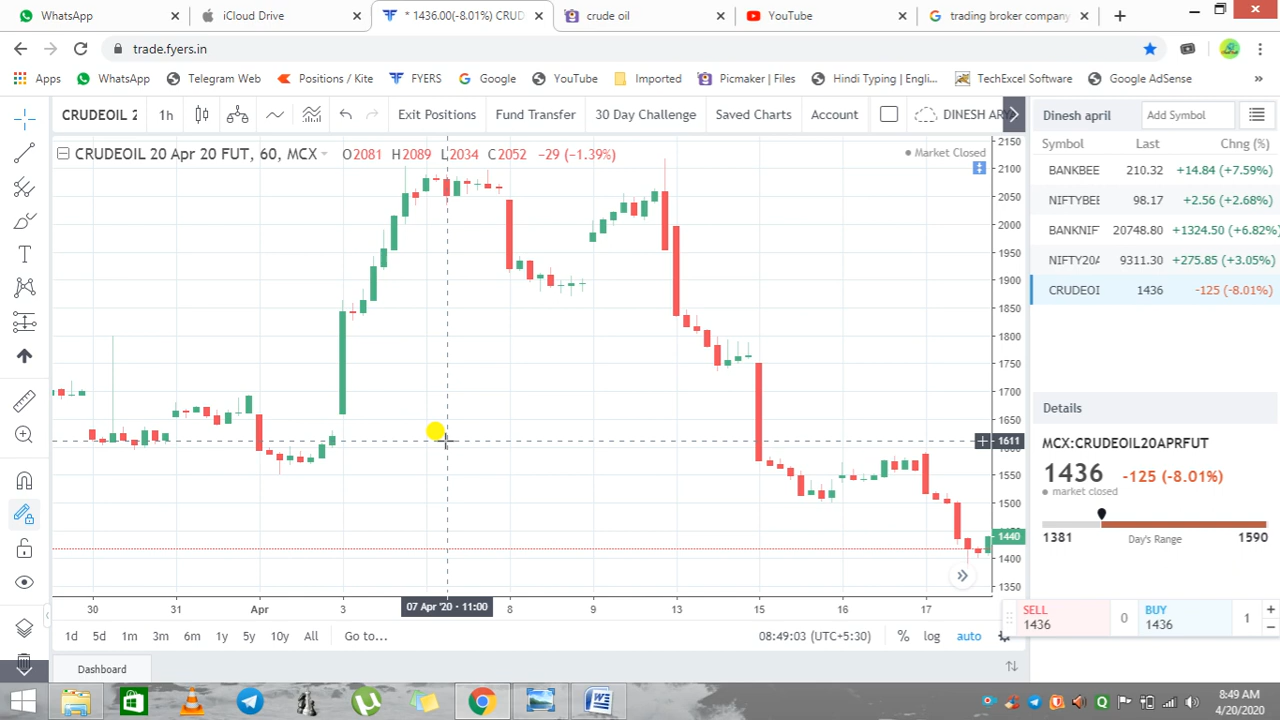 WhatsApp
iCloud Drive
* 1436.00(-8.01%) CRUD
crude oil
YouTube
trading broker company
trade.fyers.in
Apps
WhatsApp
Telegram Web
Positions / Kite
FYERS
Google
YouTube
Imported
Picmaker | Files
Hindi Typing | Engli...
TechExcel Software
Google AdSense
»
CRUDEOIL 2
1h
Exit Positions
Fund Transfer
30 Day Challenge
Saved Charts
Account
DINESH AR
Dinesh april
Add Symbol
CRUDEOIL 20 Apr 20 FUT, 60, MCX
O2081 H2089 L2034 C2052 -29 (-1.39%)
Market Closed
Symbol Last Chng (%)
BANKBEE 210.32 +14.84 (+7.59%)
NIFTYBEE 98.17 +2.56 (+2.68%)
BANKNIF 20748.80 +1324.50 (+6.82%)
NIFTY20A 9311.30 +275.85 (+3.05%)
CRUDEOI 1436 -125 (-8.01%)
2150
2100
2050
2000
1950
1900
1850
1800
1750
1700
1650
1611
1550
1500
1440
1400
1350
Details
MCX:CRUDEOIL20APRFUT
1436 -125 (-8.01%)
market closed
1381 Day's Range 1590
T
30 31 Apr 3 07 Apr '20 - 11:00 8 9 13 15 16 17
SELL
1436
0
BUY
1436
1
+
−
1d 5d 1m 3m 6m 1y 5y 10y All Go to...
08:49:03 (UTC+5:30) % log auto
Dashboard
8:49 AM
4/20/2020